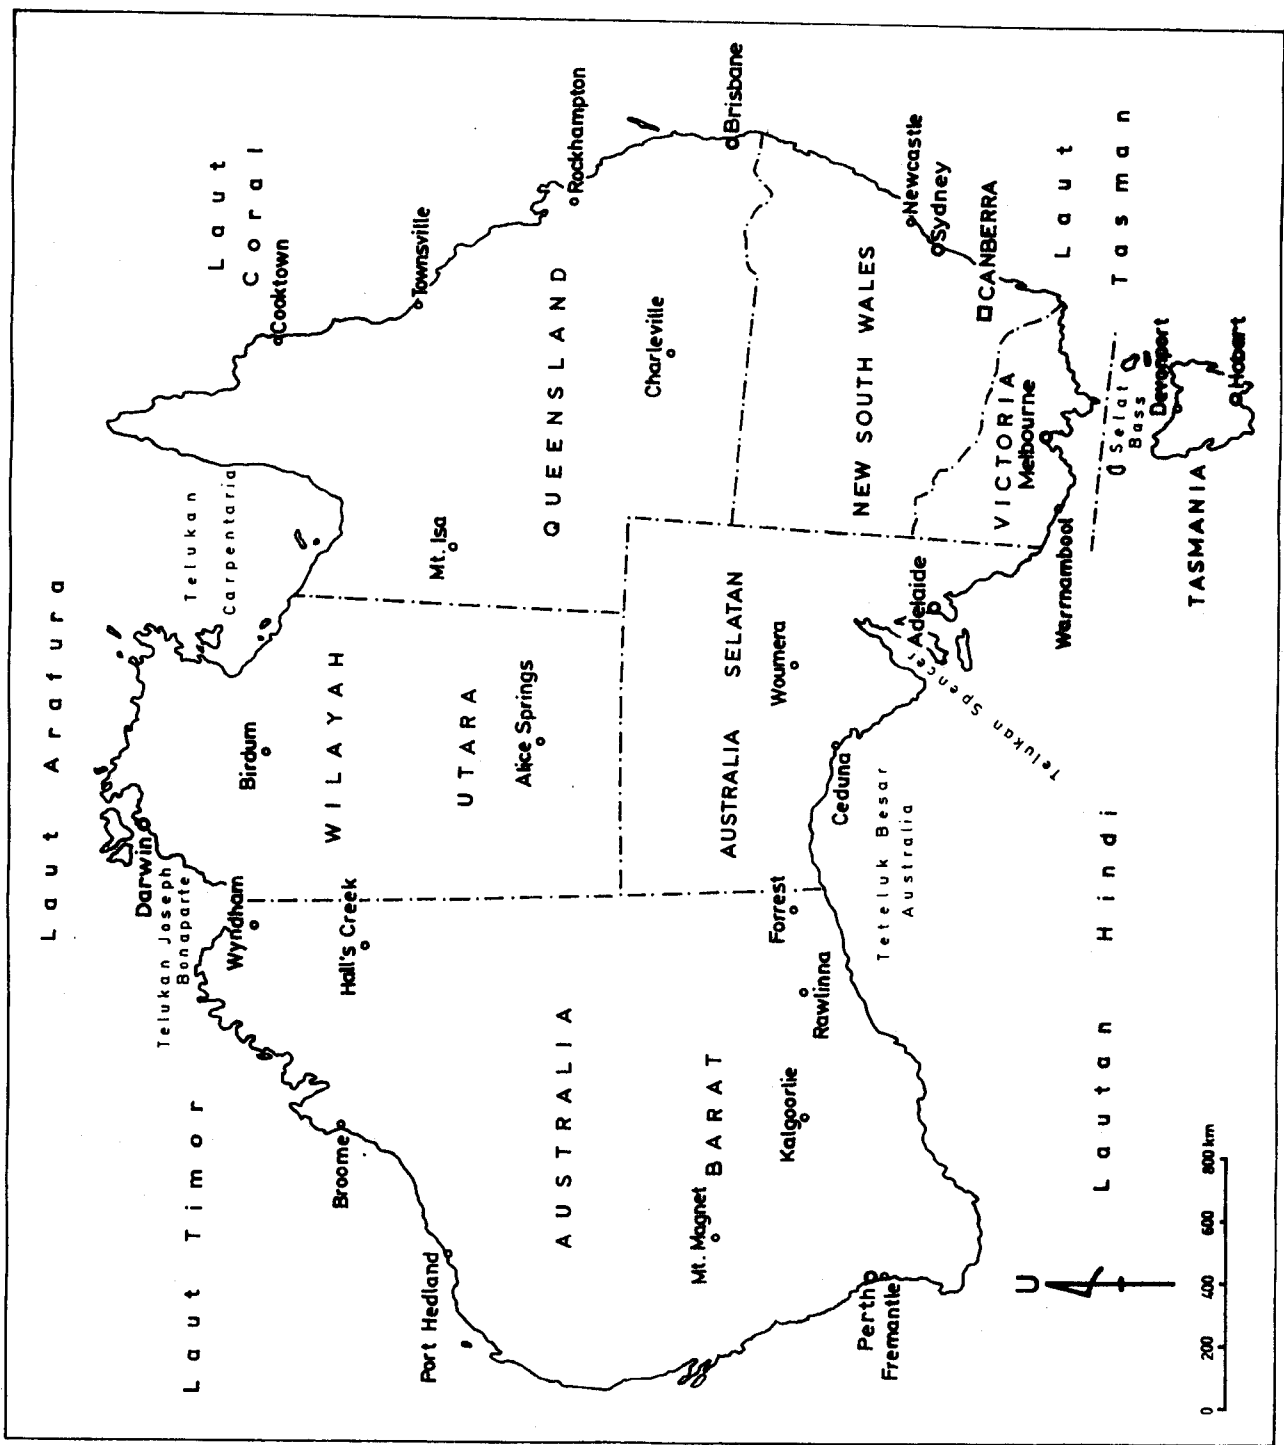 Laut Arafura
Laut Timor
Telukan Joseph
Bonaparte
Darwin
Telukan
Carpentaria
Laut
Coral
Cooktown
Wyndham
Birdum
Hall's Creek
WILAYAH
UTARA
Broome
Port Hedland
Mt. Isa
Townsville
Alice Springs
QUEENSLAND
Rockhampton
AUSTRALIA
BARAT
Charleville
Mt. Magnet
AUSTRALIA SELATAN
Brisbane
Kalgoorlie
Rawlinna
Forrest
Woumera
Ceduna
Perth
Fremantle
NEW SOUTH WALES
Newcastle
Sydney
CANBERRA
Adelaide
Teteluk Besar
Australia
Telukan Spencer
VICTORIA
Melbourne
Warrnambool
Laut
Tasman
Selat
Bass
Devonport
Hobart
TASMANIA
Lautan Hindi
U
0 200 400 600 800 km